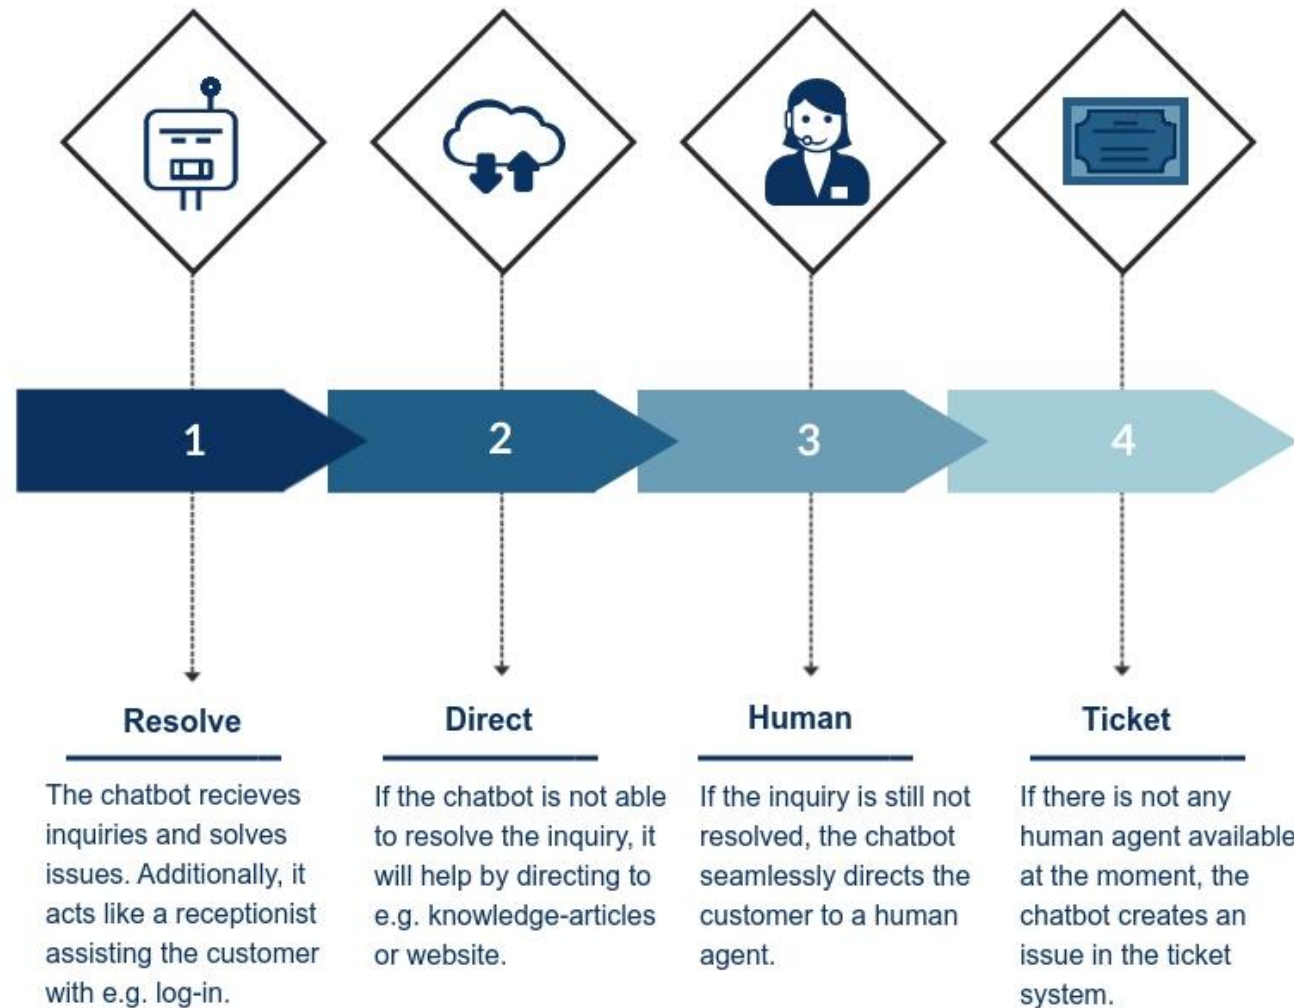 1
2
3
4
Resolve
The chatbot recieves
inquiries and solves
issues. Additionally, it
acts like a receptionist
assisting the customer
with e.g. log-in.
Direct
If the chatbot is not able
to resolve the inquiry, it
will help by directing to
e.g. knowledge-articles
or website.
Human
If the inquiry is still not
resolved, the chatbot
seamlessly directs the
customer to a human
agent.
Ticket
If there is not any
human agent available
at the moment, the
chatbot creates an
issue in the ticket
system.